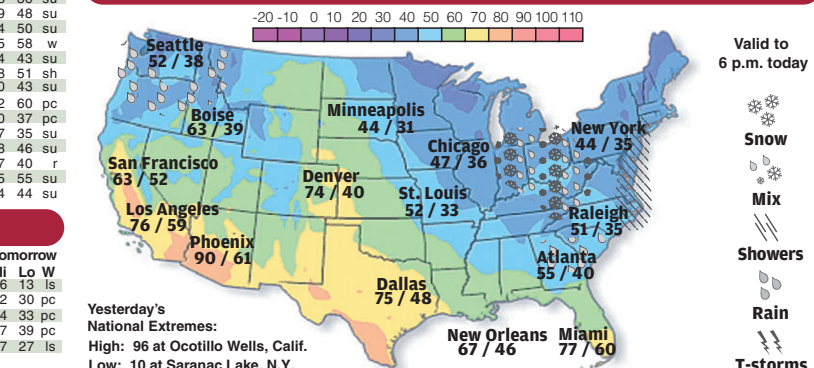 48 su
50 su
58 w
43 su
51 sh
43 su
60 pc
37 pc
35 su
46 su
40 r
55 su
44 su
omorrow
Lo W
13 ls
30 pc
33 pc
39 pc
27 ls
-20 -10 0 10 20 30 40 50 60 70 80 90 100 110
Seattle
52 / 38
Boise
63 / 39
Minneapolis
44 / 31
Chicago
47 / 36
New York
44 / 35
San Francisco
63 / 52
Denver
74 / 40
St. Louis
52 / 33
Los Angeles
76 / 59
Raleigh
51 / 35
Phoenix
90 / 61
Atlanta
55 / 40
Dallas
75 / 48
New Orleans
67 / 46
Miami
77 / 60
Yesterday's
National Extremes:
High: 96 at Ocotillo Wells, Calif.
Low: 10 at Saranac Lake, N.Y.
Valid to
6 p.m. today
Snow
Mix
Showers
Rain
T-storms